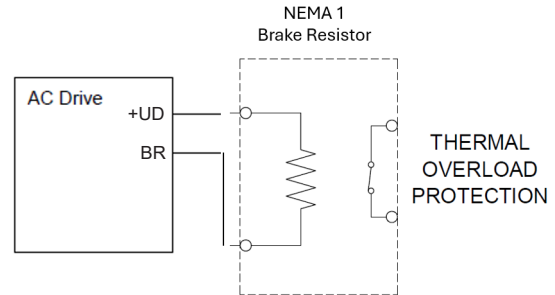 NEMA 1
Brake Resistor
AC Drive
+UD
BR
THERMAL
OVERLOAD
PROTECTION